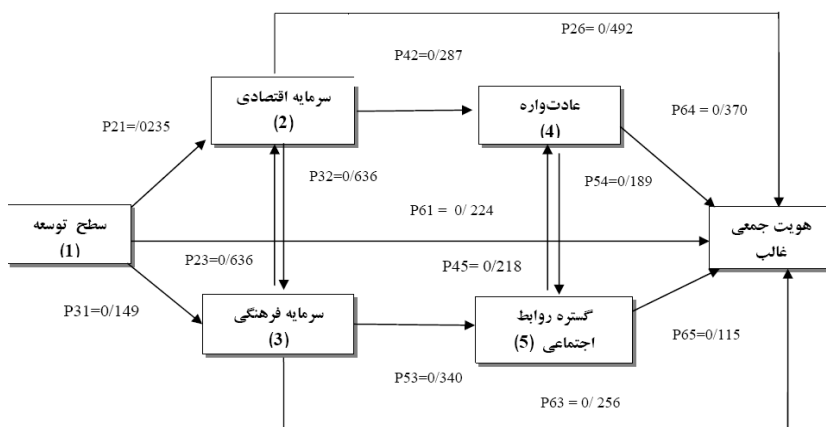 P26= 0/492
P42=0/287
سرمایه اقتصادی
(2)
عادت‌واره
(4)
P64 = 0/370
P21=/0235
P32=0/636
P54=0/189
سطح توسعه
(1)
P61 = 0/ 224
هویت جمعی
غالب
P23=0/636
P45=0/218
P31=0/149
سرمایه فرهنگی
(3)
گستره روابط
اجتماعی (5)
P65=0/115
P53=0/340
P63 = 0/ 256